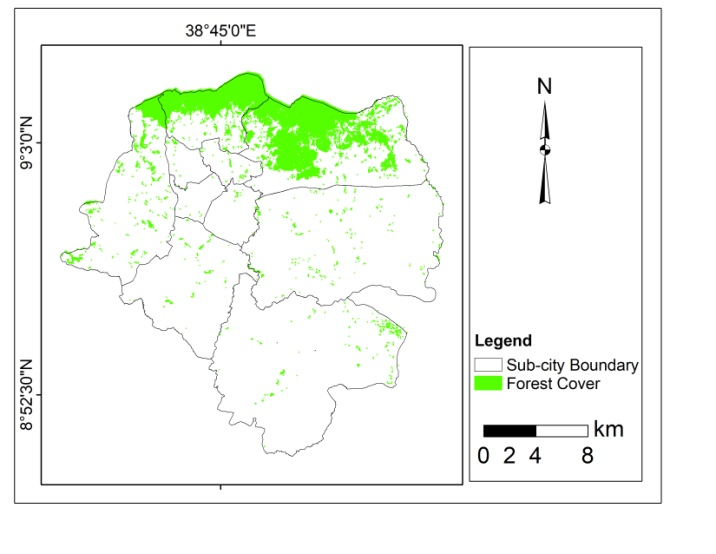 38°45'0"E
9°3'0"N
8°52'30"N
N
Legend
Sub-city Boundary
Forest Cover
km
0 2 4 8